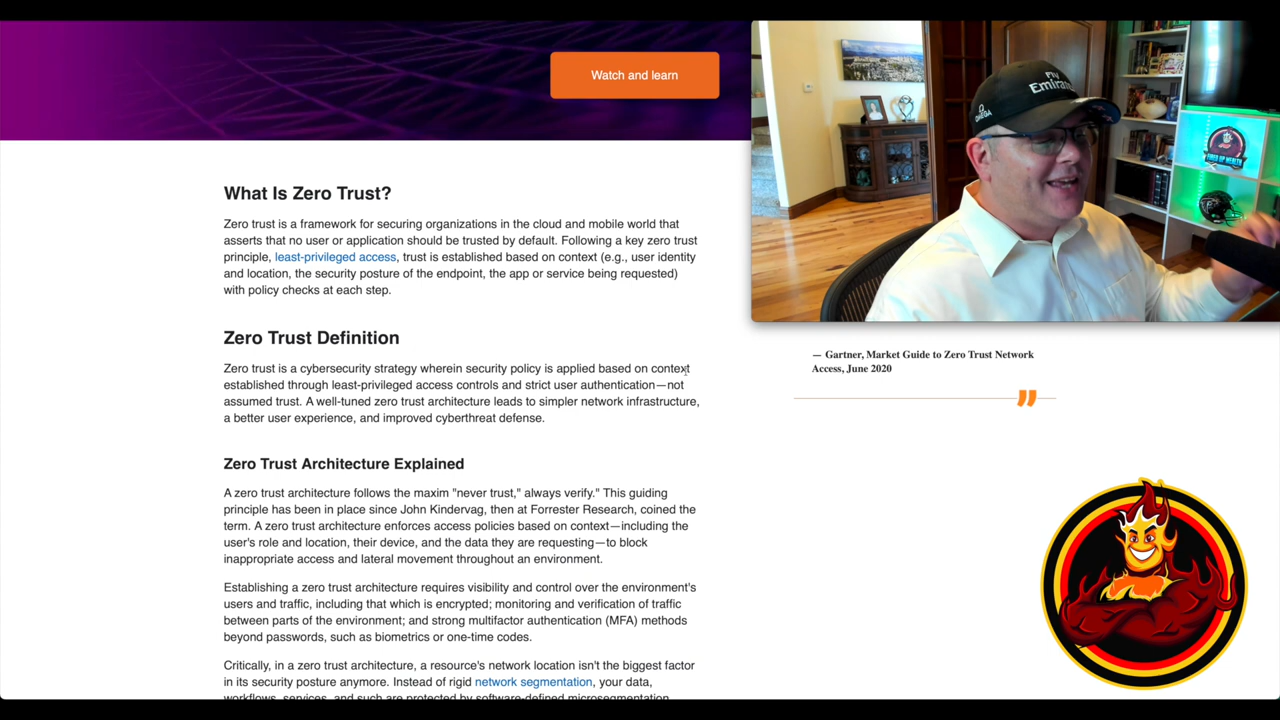 Watch and learn
What Is Zero Trust?
Zero trust is a framework for securing organizations in the cloud and mobile world that
asserts that no user or application should be trusted by default. Following a key zero trust
principle, least-privileged access, trust is established based on context (e.g., user identity
and location, the security posture of the endpoint, the app or service being requested)
with policy checks at each step.
Zero Trust Definition
Zero trust is a cybersecurity strategy wherein security policy is applied based on context
established through least-privileged access controls and strict user authentication—not
assumed trust. A well-tuned zero trust architecture leads to simpler network infrastructure,
a better user experience, and improved cyberthreat defense.
Zero Trust Architecture Explained
A zero trust architecture follows the maxim "never trust," always verify." This guiding
principle has been in place since John Kindervag, then at Forrester Research, coined the
term. A zero trust architecture enforces access policies based on context—including the
user's role and location, their device, and the data they are requesting—to block
inappropriate access and lateral movement throughout an environment.
Establishing a zero trust architecture requires visibility and control over the environment's
users and traffic, including that which is encrypted; monitoring and verification of traffic
between parts of the environment; and strong multifactor authentication (MFA) methods
beyond passwords, such as biometrics or one-time codes.
Critically, in a zero trust architecture, a resource's network location isn't the biggest factor
in its security posture anymore. Instead of rigid network segmentation, your data,
workflows, services, and such are protected by software-defined microsegmentation,
Fly
Emirates
OMEGA
FIRED UP WEALTH
— Gartner, Market Guide to Zero Trust Network
Access, June 2020
"